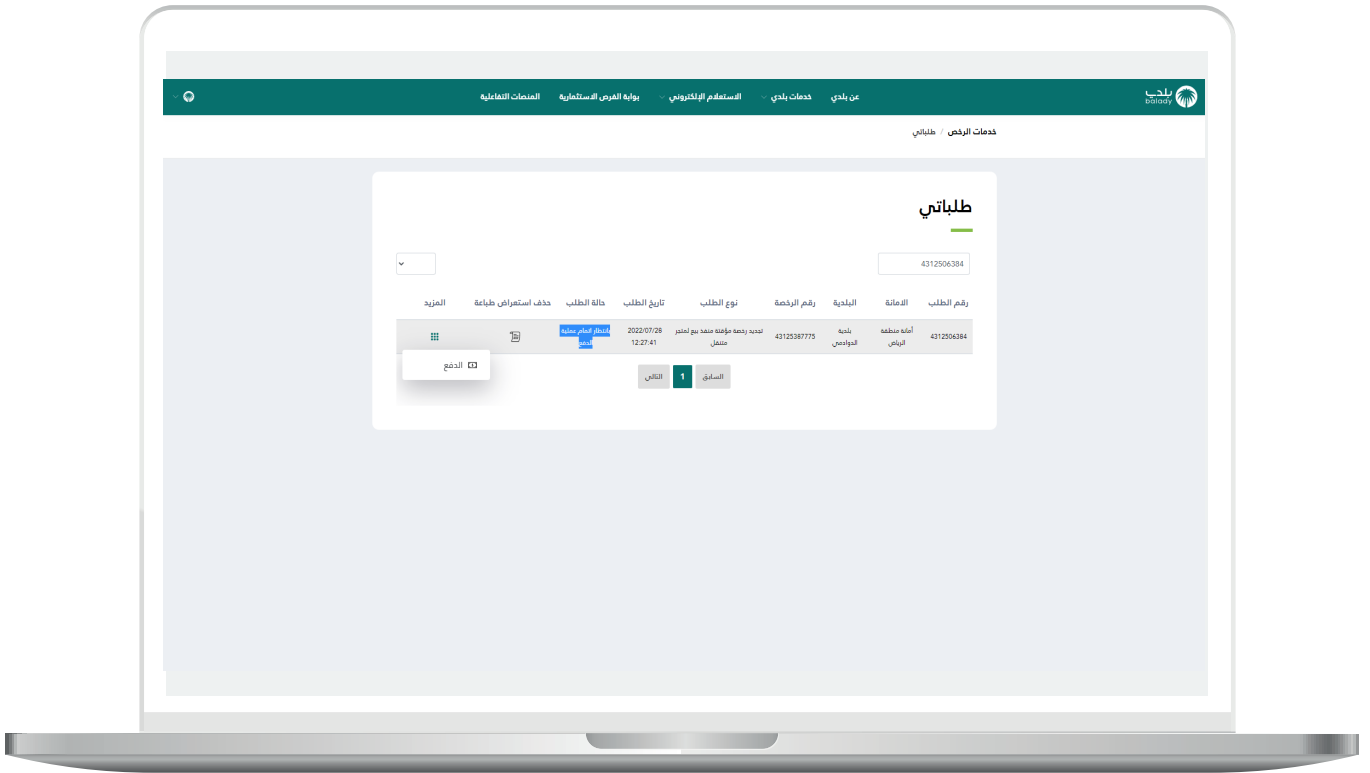 بلدي
balady
عن بلدي
خدمات بلدي
الاستعلام الإلكتروني
بوابة الفرص الاستثمارية
المنصات التفاعلية
خدمات الرخص / طلباتي
طلباتي
4312506384
رقم الطلب الامانة البلدية رقم الرخصة نوع الطلب تاريخ الطلب حالة الطلب حذف استعراض طباعة المزيد
4312506384
أمانة منطقة
الرياض
بلدية
الدوادمي
43125387775
تجديد رخصة مؤقتة منفذ بيع لمتجر
متنقل
2022/07/28
12:27:41
بانتظار اتمام عملية
الدفع
الدفع
السابق 1 التالي